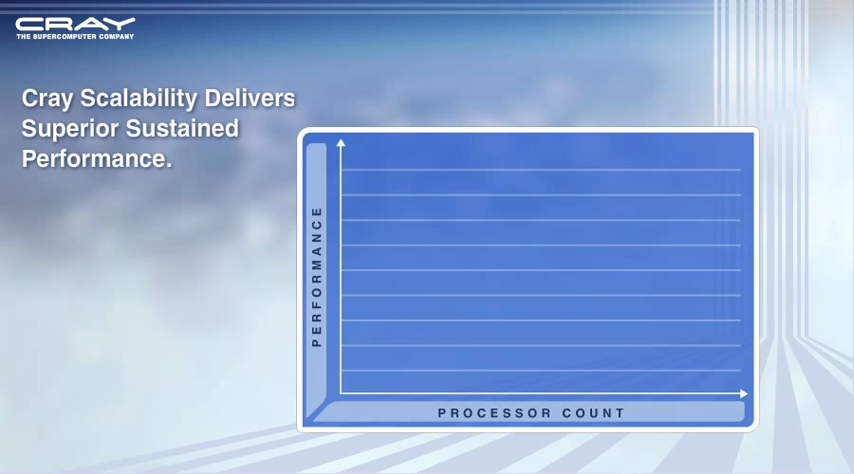 CRAY
THE SUPERCOMPUTER COMPANY
Cray Scalability Delivers
Superior Sustained
Performance.
PERFORMANCE
PROCESSOR COUNT